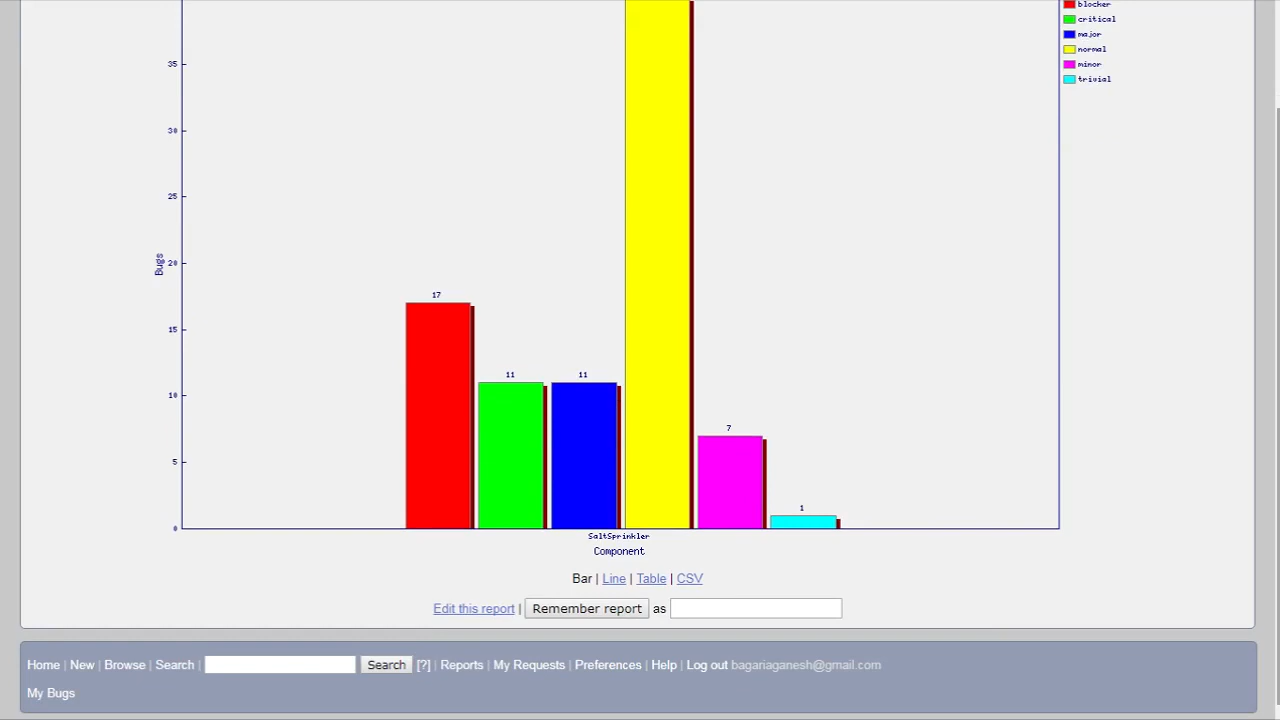 blocker
critical
major
normal
minor
trivial
35
30
25
20
15
10
5
0
Bugs
17
11
11
7
1
SaltSprinkler
Component
Bar | Line | Table | CSV
Edit this report | Remember report as
Home | New | Browse | Search | Search [?] | Reports | My Requests | Preferences | Help | Log out bagariaganesh@gmail.com
My Bugs